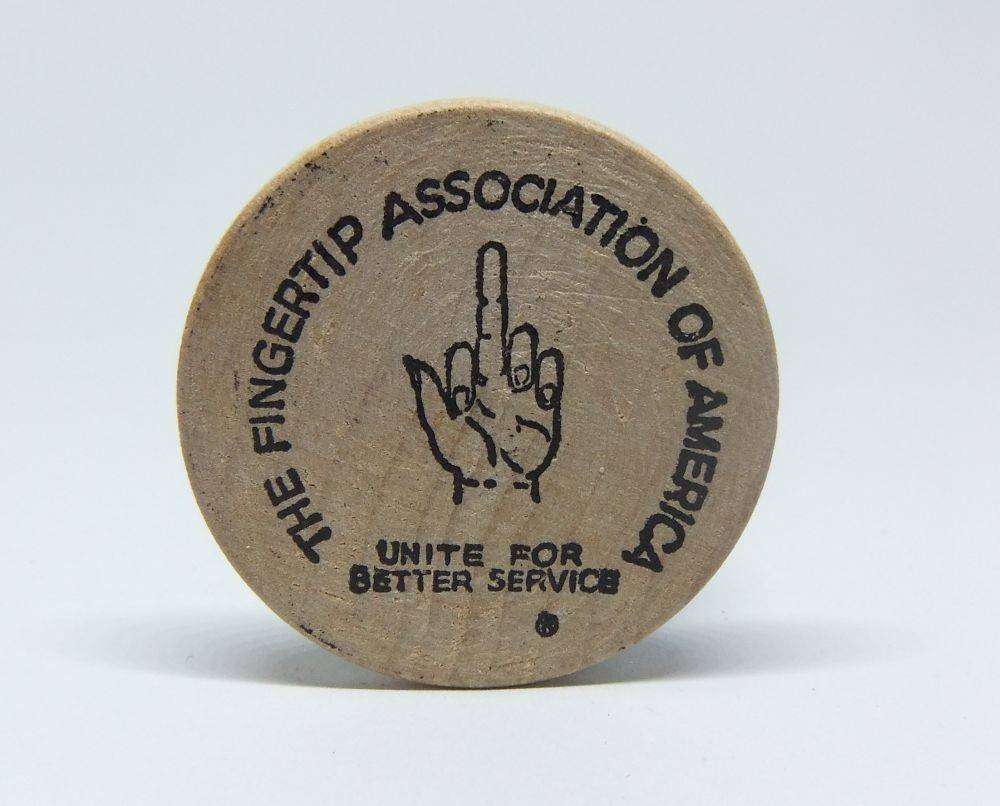 THE FINGERTIP ASSOCIATION OF AMERICA
UNITE FOR
BETTER SERVICE
®